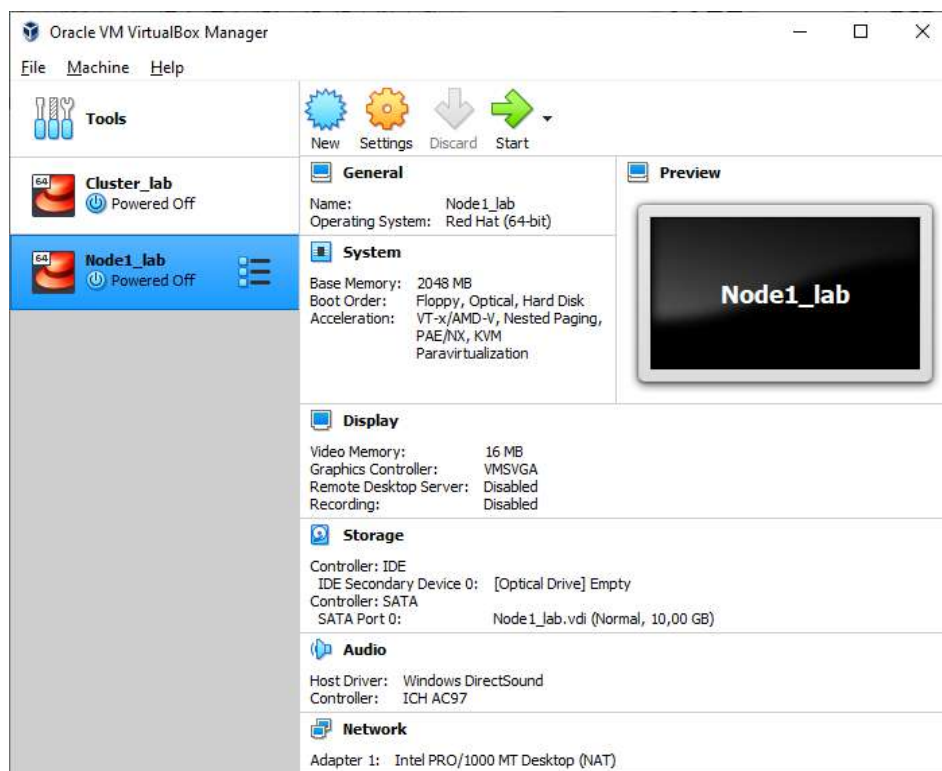 Oracle VM VirtualBox Manager
File Machine Help
Tools
New Settings Discard Start
64 Cluster_lab
Powered Off
64 Node1_lab
Powered Off
General
Name: Node1_lab
Operating System: Red Hat (64-bit)
Preview
Node1_lab
System
Base Memory: 2048 MB
Boot Order: Floppy, Optical, Hard Disk
Acceleration: VT-x/AMD-V, Nested Paging,
PAE/NX, KVM
Paravirtualization
Display
Video Memory: 16 MB
Graphics Controller: VMSVGA
Remote Desktop Server: Disabled
Recording: Disabled
Storage
Controller: IDE
IDE Secondary Device 0: [Optical Drive] Empty
Controller: SATA
SATA Port 0: Node1_lab.vdi (Normal, 10,00 GB)
Audio
Host Driver: Windows DirectSound
Controller: ICH AC97
Network
Adapter 1: Intel PRO/1000 MT Desktop (NAT)